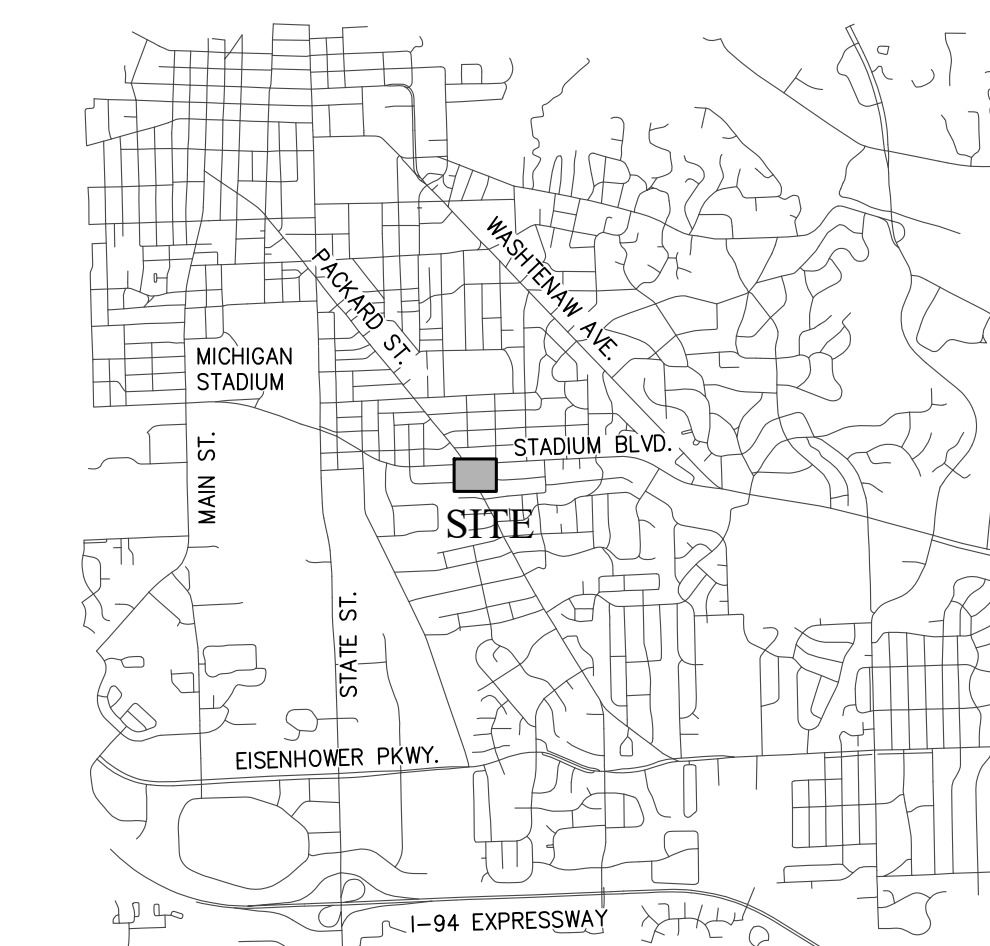 WASHTENAW AVE.
PACKARD ST.
MICHIGAN
STADIUM
STADIUM BLVD.
MAIN ST.
SITE
STATE ST.
EISENHOWER PKWY.
I-94 EXPRESSWAY